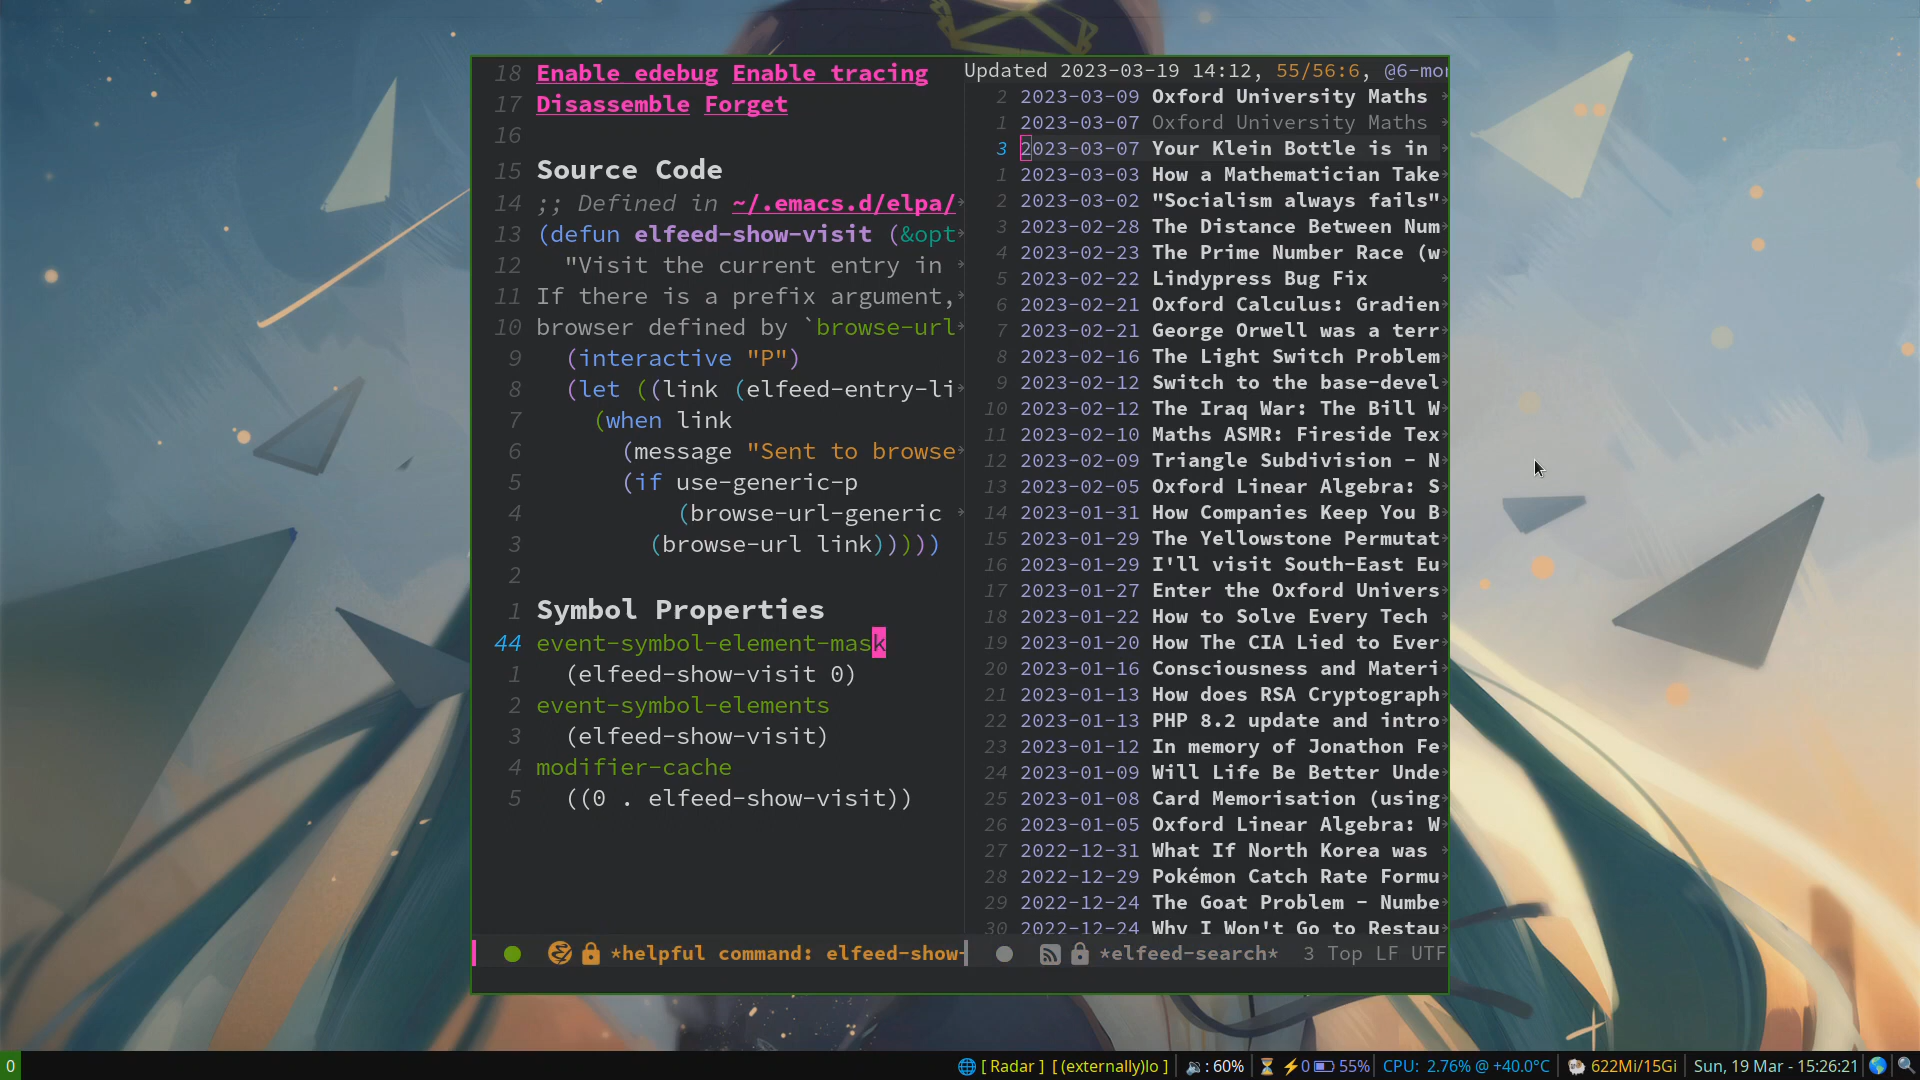 18 Enable edebug Enable tracing
17 Disassemble Forget
16
15 Source Code
14 ;; Defined in ~/.emacs.d/elpa/
13 (defun elfeed-show-visit (&opt
12 "Visit the current entry in
11 If there is a prefix argument,
10 browser defined by `browse-url
9 (interactive "P")
8 (let ((link (elfeed-entry-li
7 (when link
6 (message "Sent to browse
5 (if use-generic-p
4 (browse-url-generic
3 (browse-url link)))))
2
1 Symbol Properties
44 event-symbol-element-mask
1 (elfeed-show-visit 0)
2 event-symbol-elements
3 (elfeed-show-visit)
4 modifier-cache
5 ((0 . elfeed-show-visit))
*helpful command: elfeed-show-
Updated 2023-03-19 14:12, 55/56:6, @6-mo
2 2023-03-09 Oxford University Maths
1 2023-03-07 Oxford University Maths
3 2023-03-07 Your Klein Bottle is in
1 2023-03-03 How a Mathematician Take
2 2023-03-02 "Socialism always fails"
3 2023-02-28 The Distance Between Num
4 2023-02-23 The Prime Number Race (w
5 2023-02-22 Lindypress Bug Fix
6 2023-02-21 Oxford Calculus: Gradien
7 2023-02-21 George Orwell was a terr
8 2023-02-16 The Light Switch Problem
9 2023-02-12 Switch to the base-devel
10 2023-02-12 The Iraq War: The Bill W
11 2023-02-10 Maths ASMR: Fireside Tex
12 2023-02-09 Triangle Subdivision - N
13 2023-02-05 Oxford Linear Algebra: S
14 2023-01-31 How Companies Keep You B
15 2023-01-29 The Yellowstone Permutat
16 2023-01-29 I'll visit South-East Eu
17 2023-01-27 Enter the Oxford Univers
18 2023-01-22 How to Solve Every Tech
19 2023-01-20 How The CIA Lied to Ever
20 2023-01-16 Consciousness and Materi
21 2023-01-13 How does RSA Cryptograph
22 2023-01-13 PHP 8.2 update and intro
23 2023-01-12 In memory of Jonathon Fe
24 2023-01-09 Will Life Be Better Unde
25 2023-01-08 Card Memorisation (using
26 2023-01-05 Oxford Linear Algebra: W
27 2022-12-31 What If North Korea was
28 2022-12-29 Pokémon Catch Rate Formu
29 2022-12-24 The Goat Problem - Numbe
30 2022-12-24 Why I Won't Go to Restau
*elfeed-search* 3 Top LF UTF
0 [ Radar ] [ (externally)lo ] : 60% 0 55% CPU: 2.76% @ +40.0°C 622Mi/15Gi Sun, 19 Mar - 15:26:21